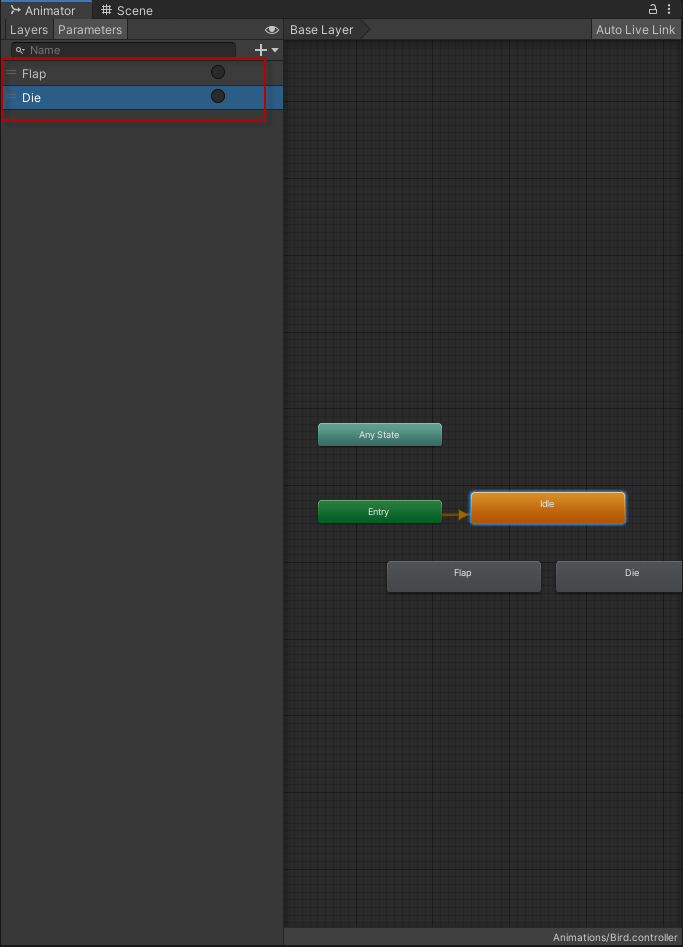 Animator Scene
Layers Parameters Base Layer Auto Live Link
Name
Flap
Die
Any State
Entry
Idle
Flap Die
Animations/Bird.controller